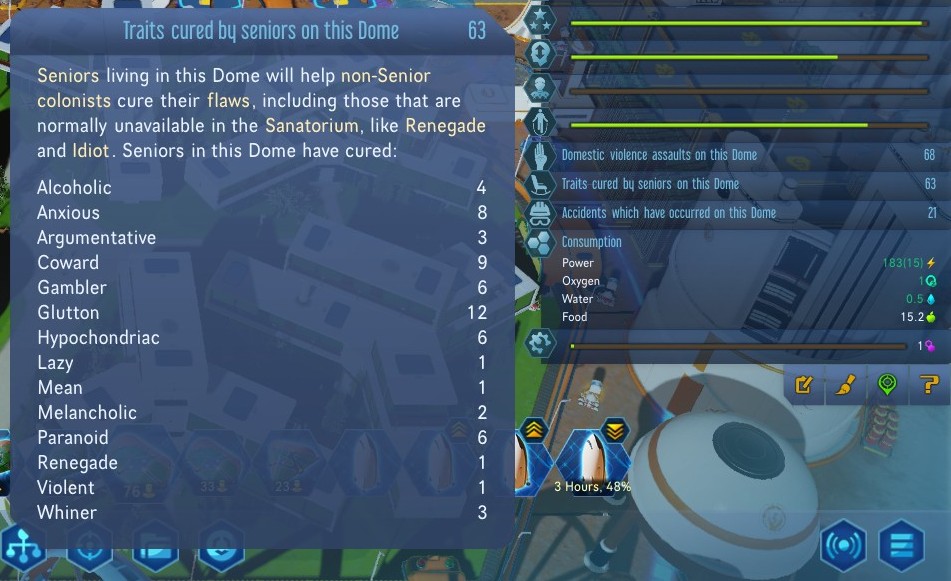 Traits cured by seniors on this Dome 63
Seniors living in this Dome will help non-Senior
colonists cure their flaws, including those that are
normally unavailable in the Sanatorium, like Renegade
and Idiot. Seniors in this Dome have cured:
Alcoholic 4
Anxious 8
Argumentative 3
Coward 9
Gambler 6
Glutton 12
Hypochondriac 6
Lazy 1
Mean 1
Melancholic 2
Paranoid 6
Renegade 1
Violent 1
Whiner 3
76
33
23
Domestic violence assaults on this Dome 68
Traits cured by seniors on this Dome 63
Accidents which have occurred on this Dome 21
Consumption
Power 183(15)
Oxygen 1
Water 0.5
Food 15.2
1
3 Hours, 48%